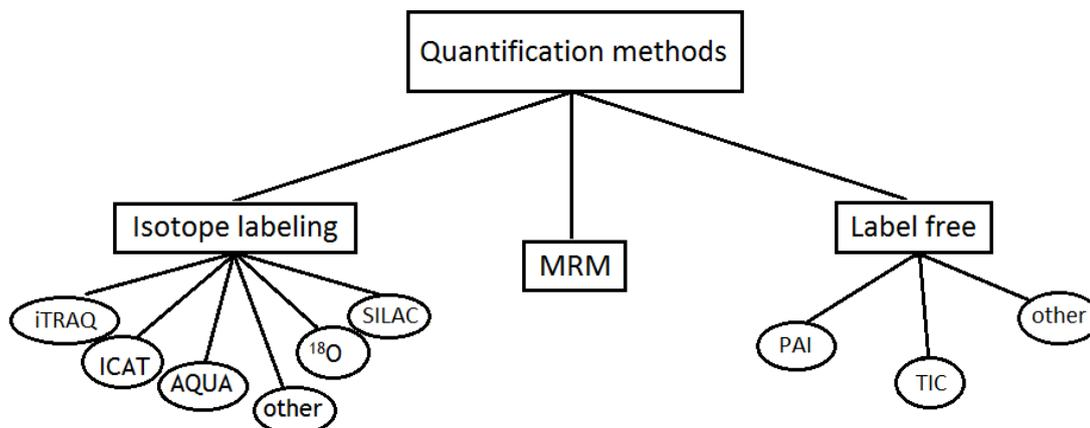 Quantification methods
Isotope labeling
MRM
Label free
iTRAQ
ICAT
AQUA
other
¹⁸O
SILAC
PAI
TIC
other